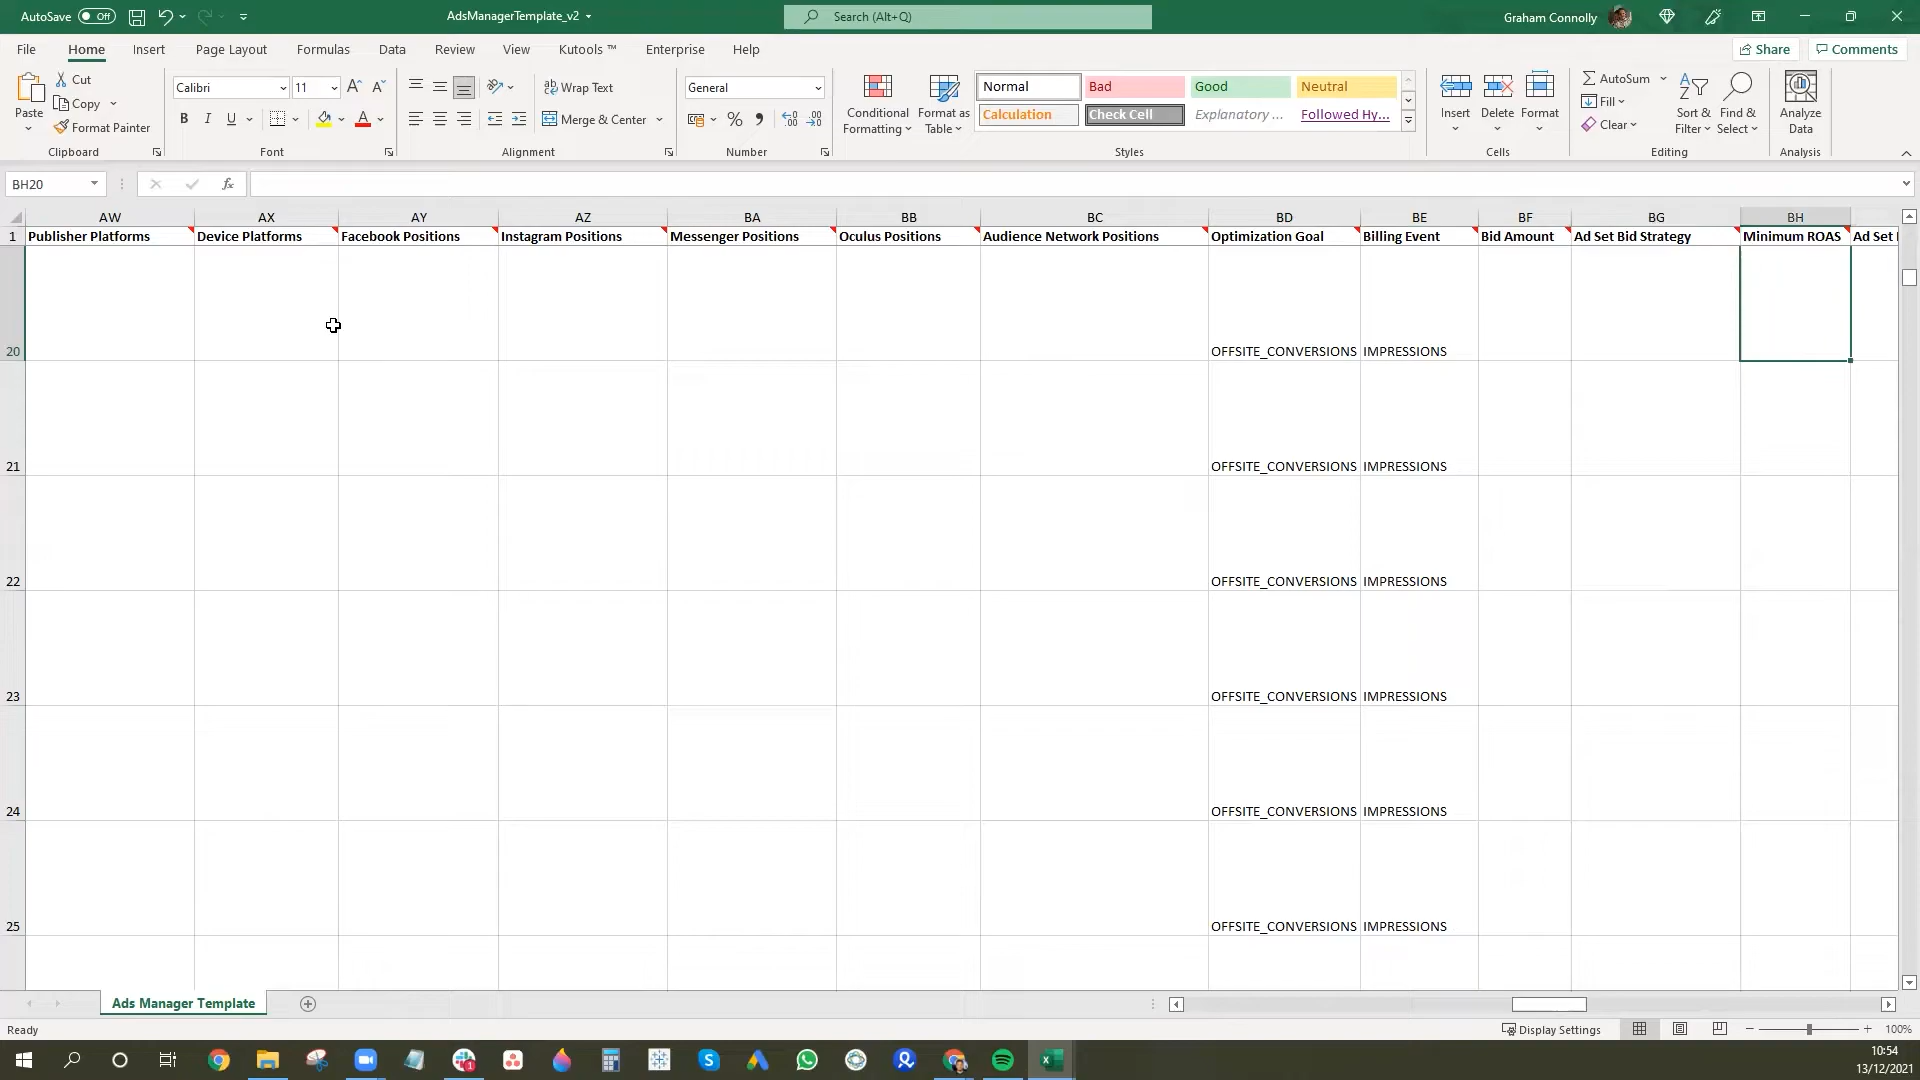 AutoSave Off AdsManagerTemplate_v2 Search (Alt+Q) Graham Connolly
File Home Insert Page Layout Formulas Data Review View Kutools ™ Enterprise Help Share Comments
Paste Cut Copy Format Painter Clipboard
Calibri 11 B I U A Font
Wrap Text Merge & Center Alignment
General % Number
Conditional Formatting Format as Table
Normal Bad Good Neutral
Calculation Check Cell Explanatory ... Followed Hy...
Styles
Insert Delete Format Cells
AutoSum Fill Clear Sort & Filter Find & Select Editing
Analyze Data Analysis
BH20 fx
AW AX AY AZ BA BB BC BD BE BF BG BH
1 Publisher Platforms Device Platforms Facebook Positions Instagram Positions Messenger Positions Oculus Positions Audience Network Positions Optimization Goal Billing Event Bid Amount Ad Set Bid Strategy Minimum ROAS Ad Set
20 OFFSITE_CONVERSIONS IMPRESSIONS
21 OFFSITE_CONVERSIONS IMPRESSIONS
22 OFFSITE_CONVERSIONS IMPRESSIONS
23 OFFSITE_CONVERSIONS IMPRESSIONS
24 OFFSITE_CONVERSIONS IMPRESSIONS
25 OFFSITE_CONVERSIONS IMPRESSIONS
Ads Manager Template
Ready Display Settings 100%
10:54
13/12/2021